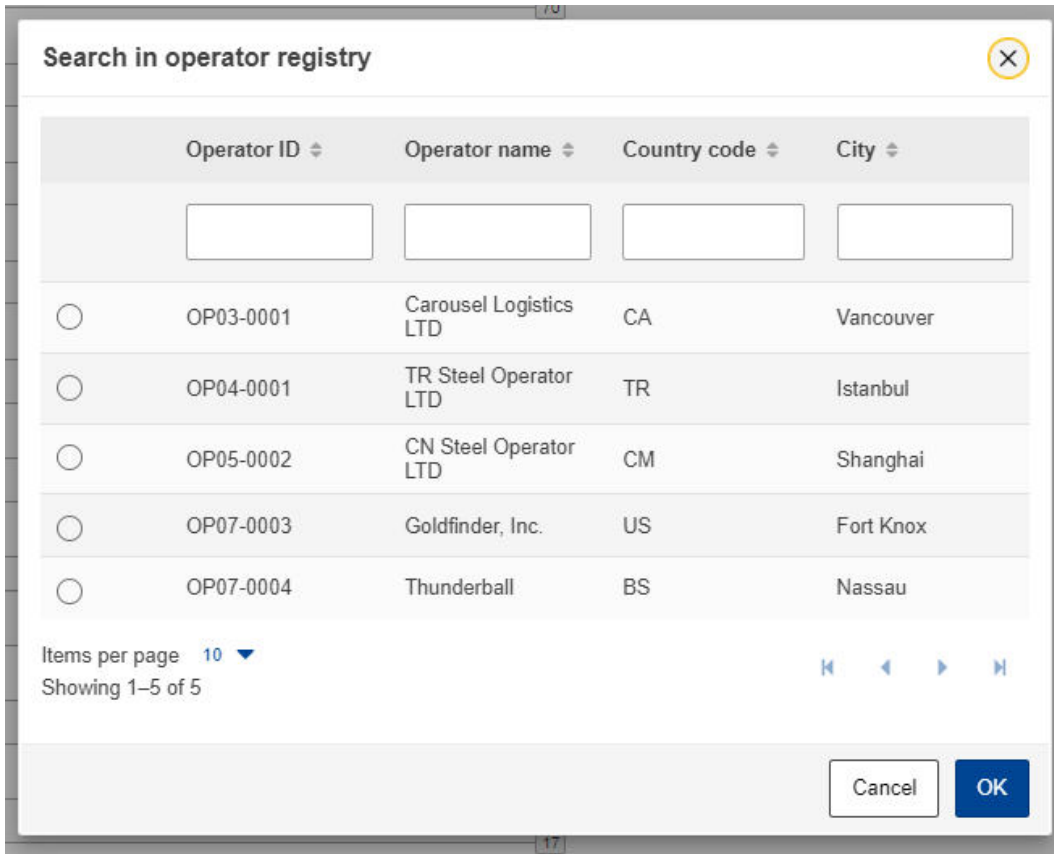 70
Search in operator registry
Operator ID Operator name Country code City
OP03-0001 Carousel Logistics LTD CA Vancouver
OP04-0001 TR Steel Operator LTD TR Istanbul
OP05-0002 CN Steel Operator LTD CM Shanghai
OP07-0003 Goldfinder, Inc. US Fort Knox
OP07-0004 Thunderball BS Nassau
Items per page 10
Showing 1–5 of 5
Cancel OK
17